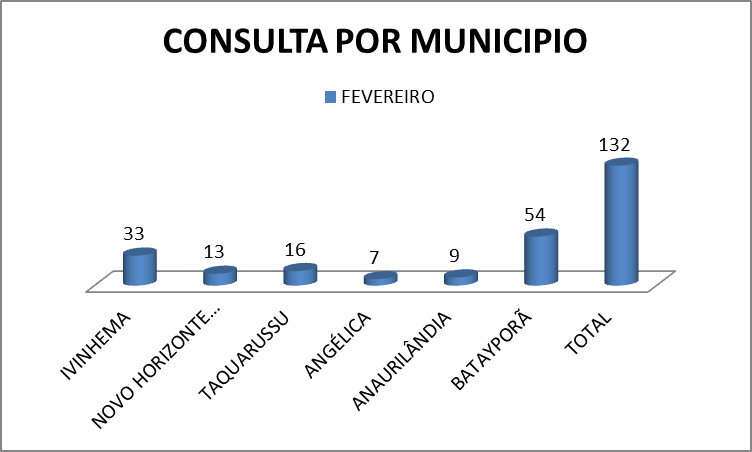 CONSULTA POR MUNICIPIO
FEVEREIRO
33
13
16
7
9
54
132
IVINHEMA
NOVO HORIZONTE...
TAQUARUSSU
ANGÉLICA
ANAURILÂNDIA
BATAYPORÃ
TOTAL